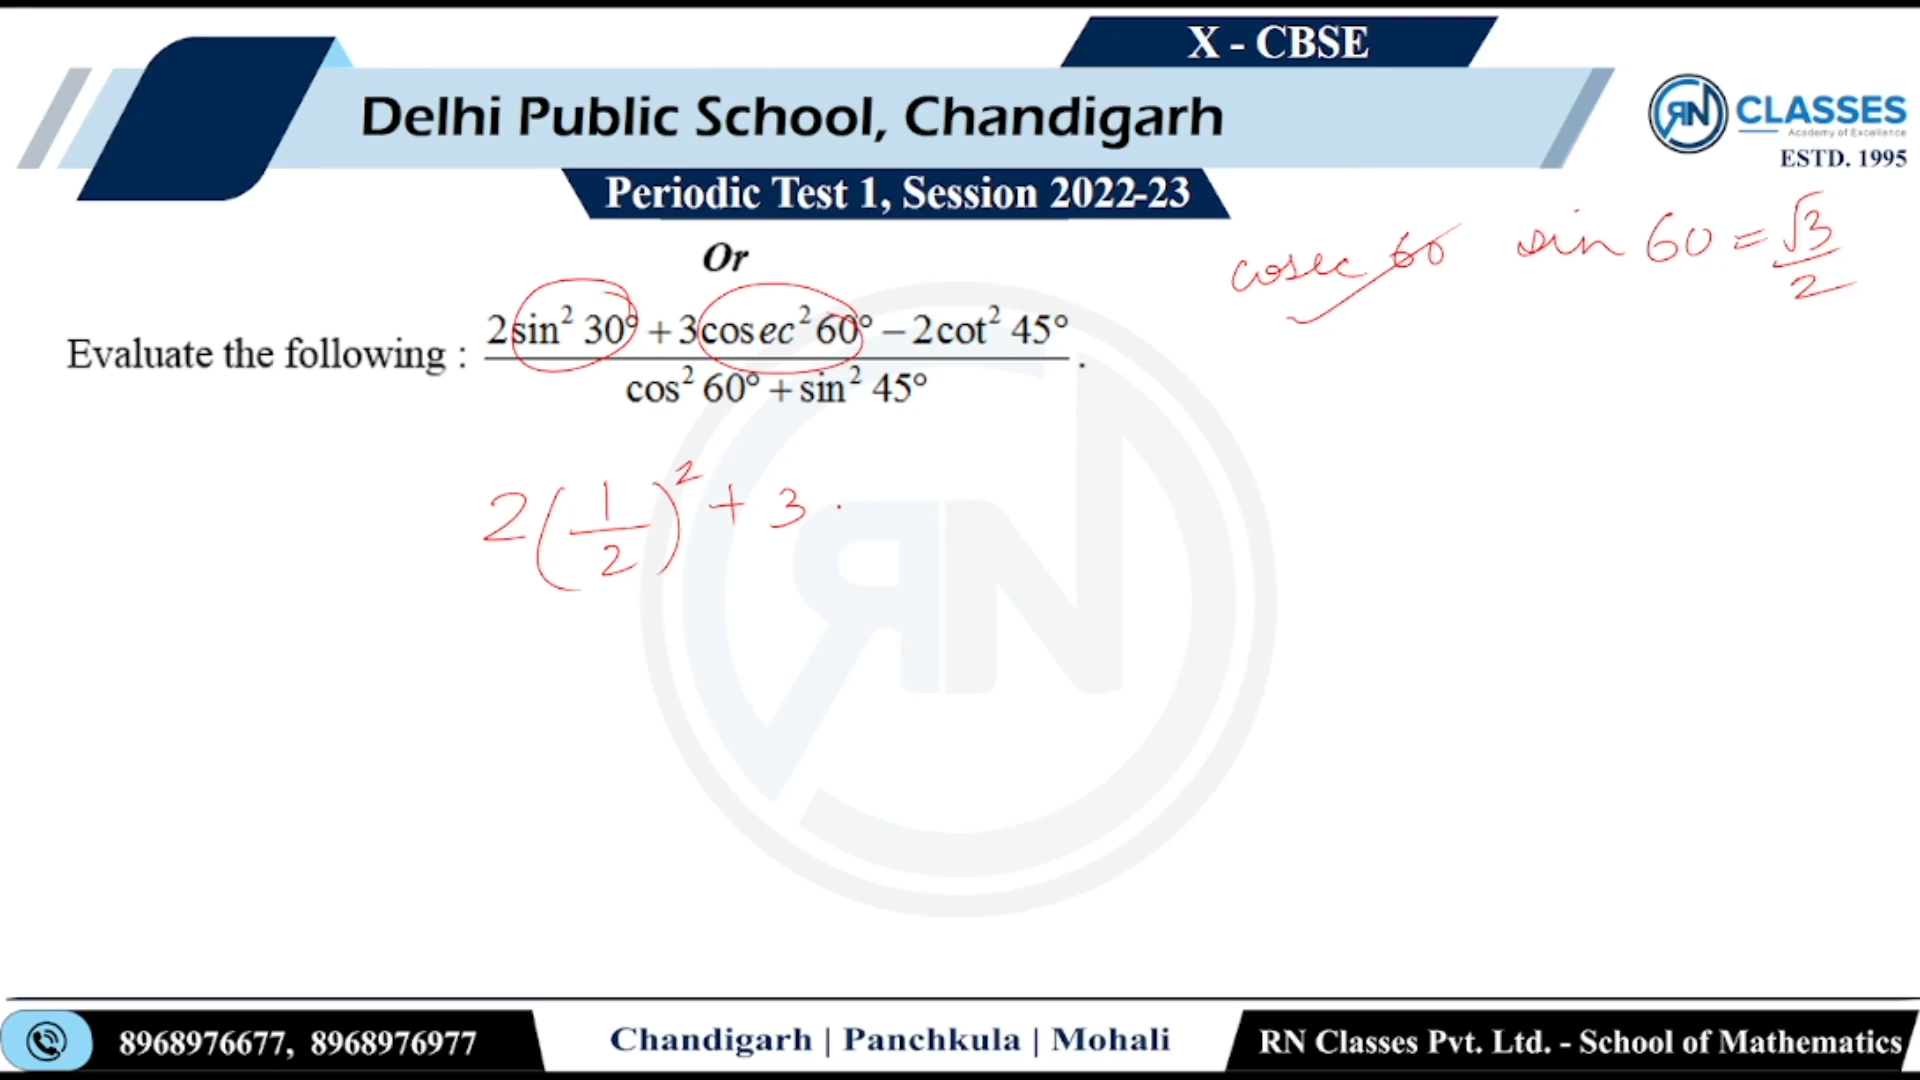 X - CBSE
Delhi Public School, Chandigarh
RN CLASSES
Academy of Excellence
ESTD. 1995
Periodic Test 1, Session 2022-23
Or
cosec 60 sin 60 = √3/2
Evaluate the following : (2sin² 30° + 3cosec² 60° − 2cot² 45°)/(cos² 60° + sin² 45°).
2(1/2)² + 3 .
RN
8968976677, 8968976977
Chandigarh | Panchkula | Mohali
RN Classes Pvt. Ltd. - School of Mathematics